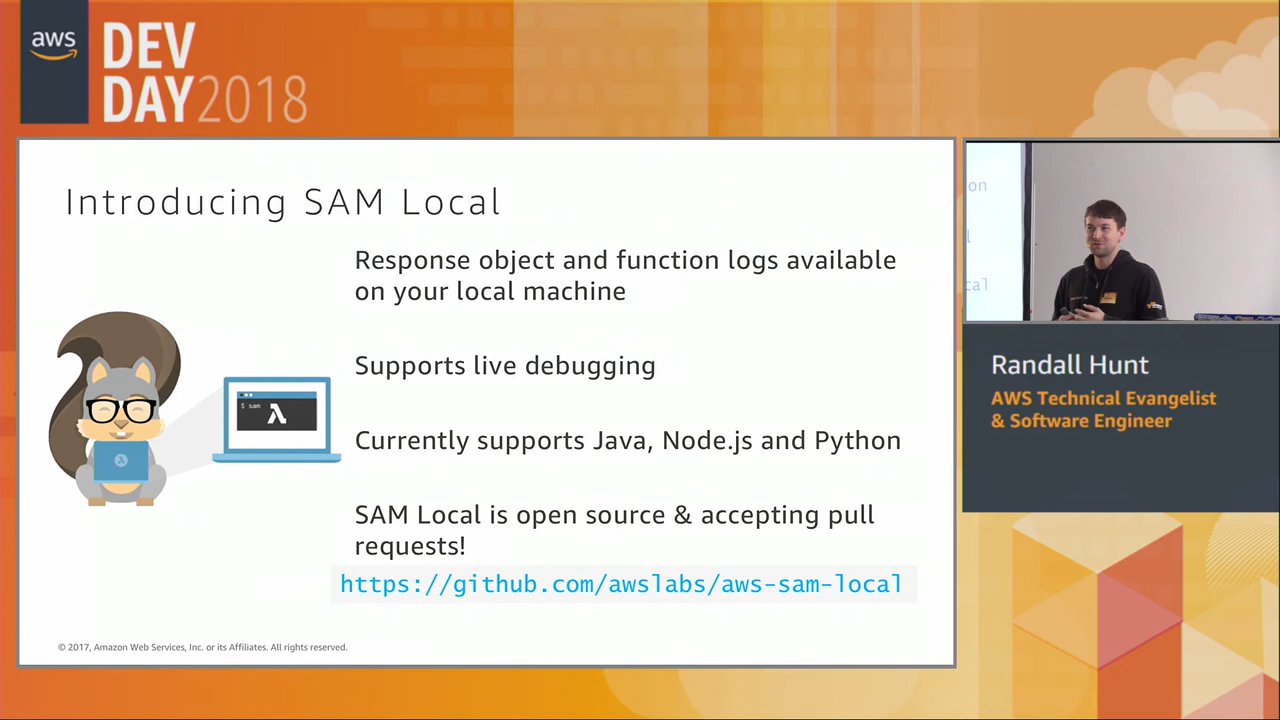 aws
DEV
DAY2018
Introducing SAM Local
Response object and function logs available
on your local machine
Supports live debugging
$ sam
Currently supports Java, Node.js and Python
SAM Local is open source & accepting pull
requests!
https://github.com/awslabs/aws-sam-local
© 2017, Amazon Web Services, Inc. or its Affiliates. All rights reserved.
on
l
cal
Randall Hunt
AWS Technical Evangelist
& Software Engineer